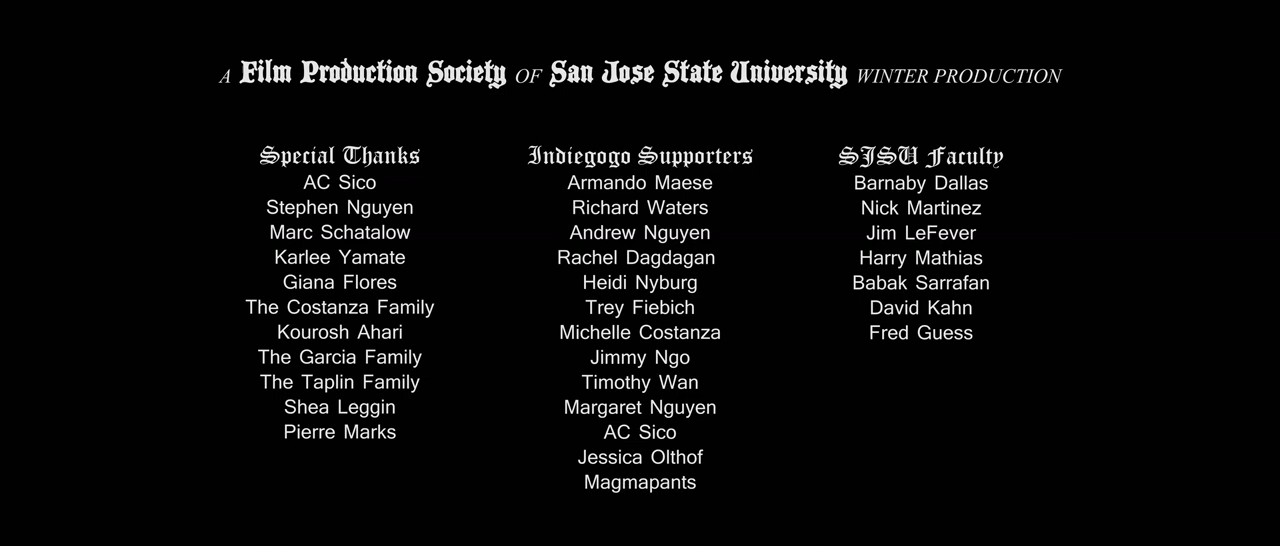 A Film Production Society OF San Jose State University WINTER PRODUCTION
Special Thanks
AC Sico
Stephen Nguyen
Marc Schatalow
Karlee Yamate
Giana Flores
The Costanza Family
Kourosh Ahari
The Garcia Family
The Taplin Family
Shea Leggin
Pierre Marks
Indiegogo Supporters
Armando Maese
Richard Waters
Andrew Nguyen
Rachel Dagdagan
Heidi Nyburg
Trey Fiebich
Michelle Costanza
Jimmy Ngo
Timothy Wan
Margaret Nguyen
AC Sico
Jessica Olthof
Magmapants
SJSU Faculty
Barnaby Dallas
Nick Martinez
Jim LeFever
Harry Mathias
Babak Sarrafan
David Kahn
Fred Guess